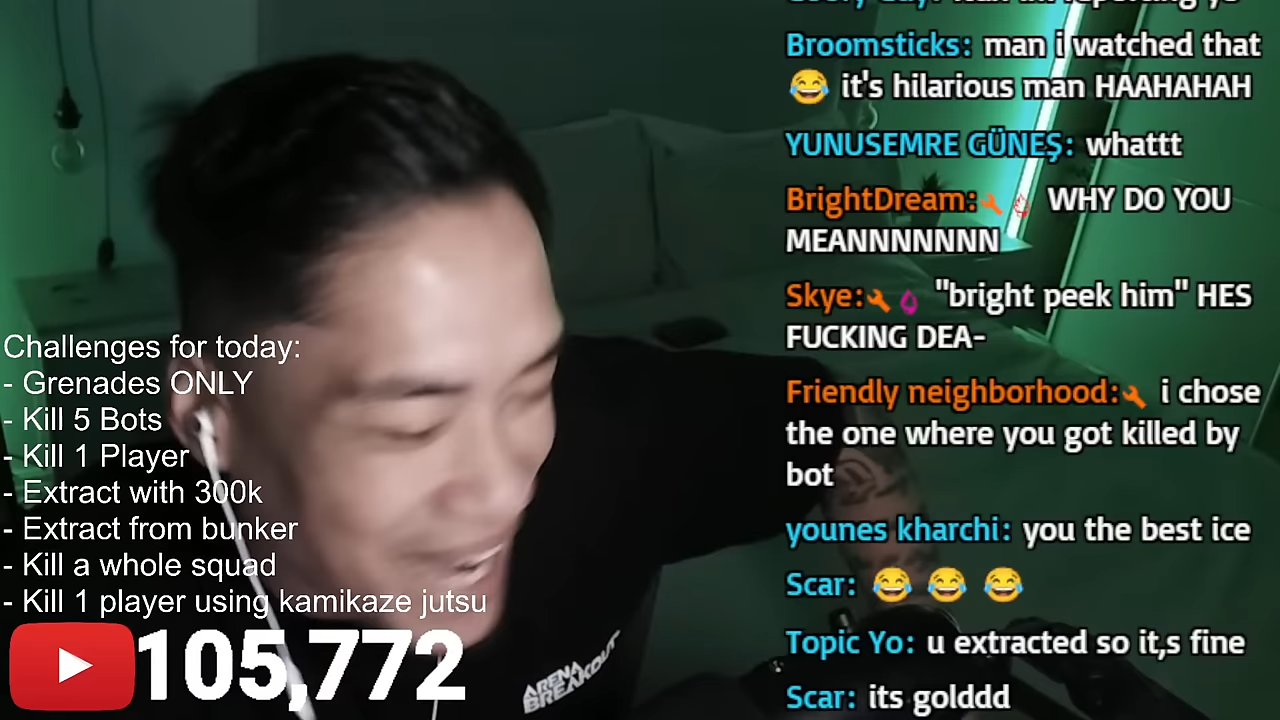 Challenges for today:
- Grenades ONLY
- Kill 5 Bots
- Kill 1 Player
- Extract with 300k
- Extract from bunker
- Kill a whole squad
- Kill 1 player using kamikaze jutsu
105,772
ARENA
BREAKOUT
Broomsticks: man i watched that
😂 it's hilarious man HAAHAHAH
YUNUSEMRE GÜNEŞ: whattt
BrightDream: WHY DO YOU
MEANNNNNNN
Skye: "bright peek him" HES
FUCKING DEA-
Friendly neighborhood: i chose
the one where you got killed by
bot
younes kharchi: you the best ice
Scar: 😂 😂 😂
Topic Yo: u extracted so it,s fine
Scar: its golddd